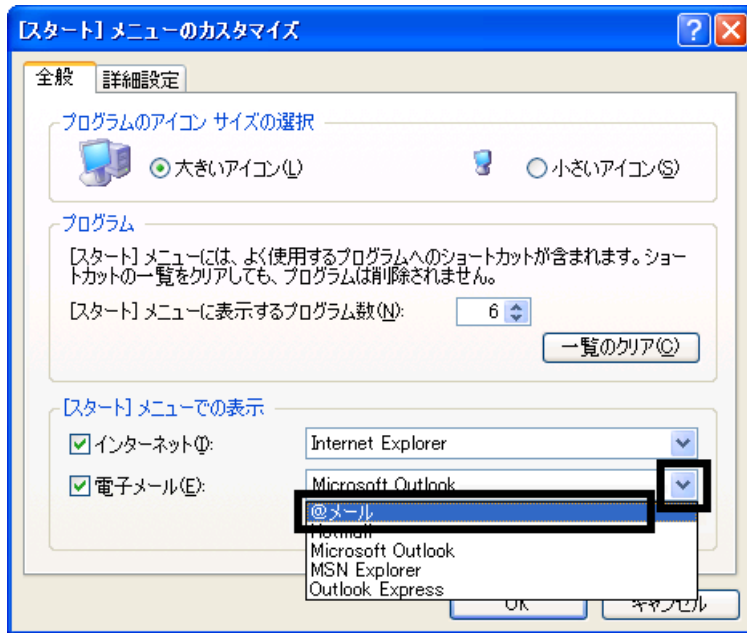 [スタート] メニューのカスタマイズ
全般 詳細設定
プログラムのアイコン サイズの選択
大きいアイコン(L) 小さいアイコン(S)
プログラム
[スタート] メニューには、よく使用するプログラムへのショートカットが含まれます。ショー
トカットの一覧をクリアしても、プログラムは削除されません。
[スタート] メニューに表示するプログラム数(N): 6
一覧のクリア(C)
[スタート] メニューでの表示
インターネット(I): Internet Explorer
電子メール(E): Microsoft Outlook
@メール
Hotmail
Microsoft Outlook
MSN Explorer
Outlook Express
OK キャンセル